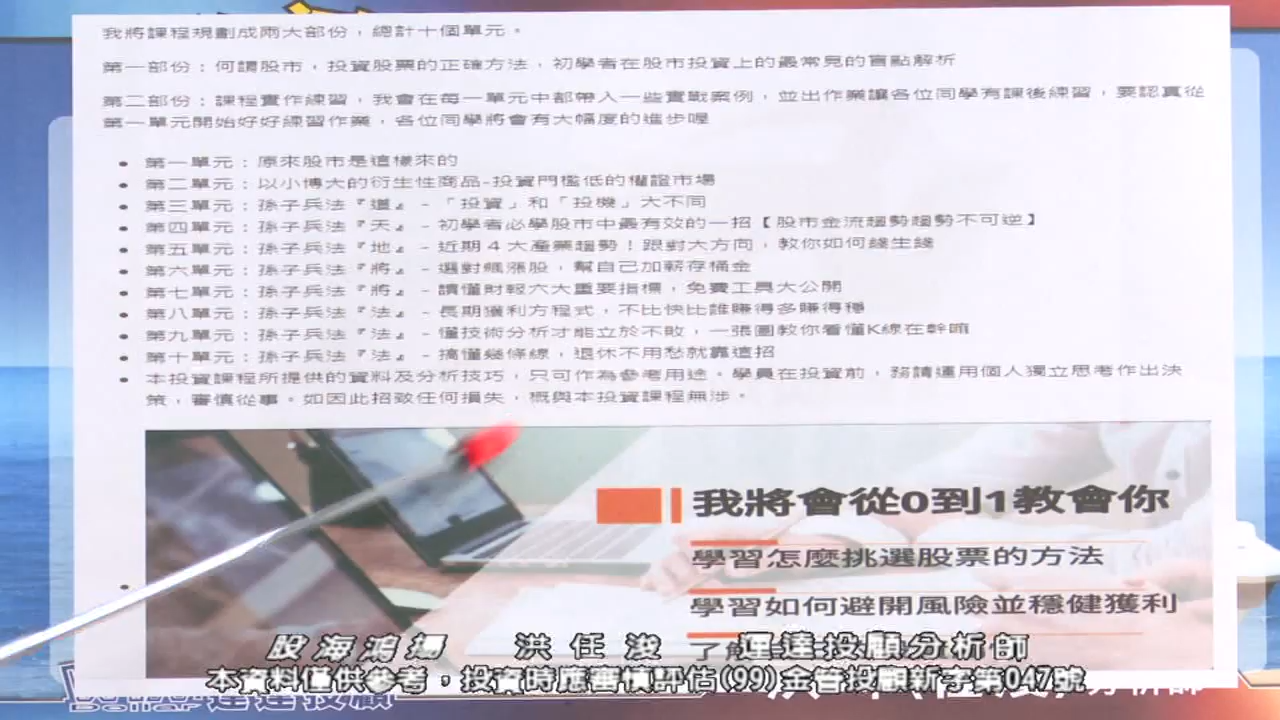 我將課程規劃成兩大部份，總計十個單元。
第一部份：何謂股市，投資股票的正確方法，初學者在股市投資上的最常見的盲點解析
第二部份：課程實作練習，我會在每一單元中都帶入一些實戰案例，並出作業讓各位同學有課後練習，要認真從
第一單元開始好好練習作業，各位同學將會有大幅度的進步喔
• 第一單元：原來股市是這樣來的
• 第二單元：以小博大的衍生性商品-投資門檻低的權證市場
• 第三單元：孫子兵法『道』-「投資」和「投機」大不同
• 第四單元：孫子兵法『天』- 初學者必學股市中最有效的一招【股市金流趨勢趨勢不可逆】
• 第五單元：孫子兵法『地』- 近期4大產業趨勢！跟對大方向，教你如何錢生錢
• 第六單元：孫子兵法『將』- 選對飆漲股，幫自己加薪存桶金
• 第七單元：孫子兵法『將』- 讀懂財報六大重要指標，免費工具大公開
• 第八單元：孫子兵法『法』- 長期獲利方程式，不比快比誰賺得多賺得穩
• 第九單元：孫子兵法『法』- 懂技術分析才能立於不敗，一張圖教你看懂K線在幹嘛
• 第十單元：孫子兵法『法』- 搞懂幾條線，退休不用愁就靠這招
• 本投資課程所提供的資料及分析技巧，只可作為參考用途。學員在投資前，務請運用個人獨立思考作出決
策，審慎從事。如因此招致任何損失，概與本投資課程無涉。
我將會從0到1教會你
學習怎麼挑選股票的方法
學習如何避開風險並穩健獲利
股海鴻揚 洪任浚 運達投顧分析師
本資料僅供參考，投資時應審慎評估(99)金管投顧新字第047號
運達投顧
分析師